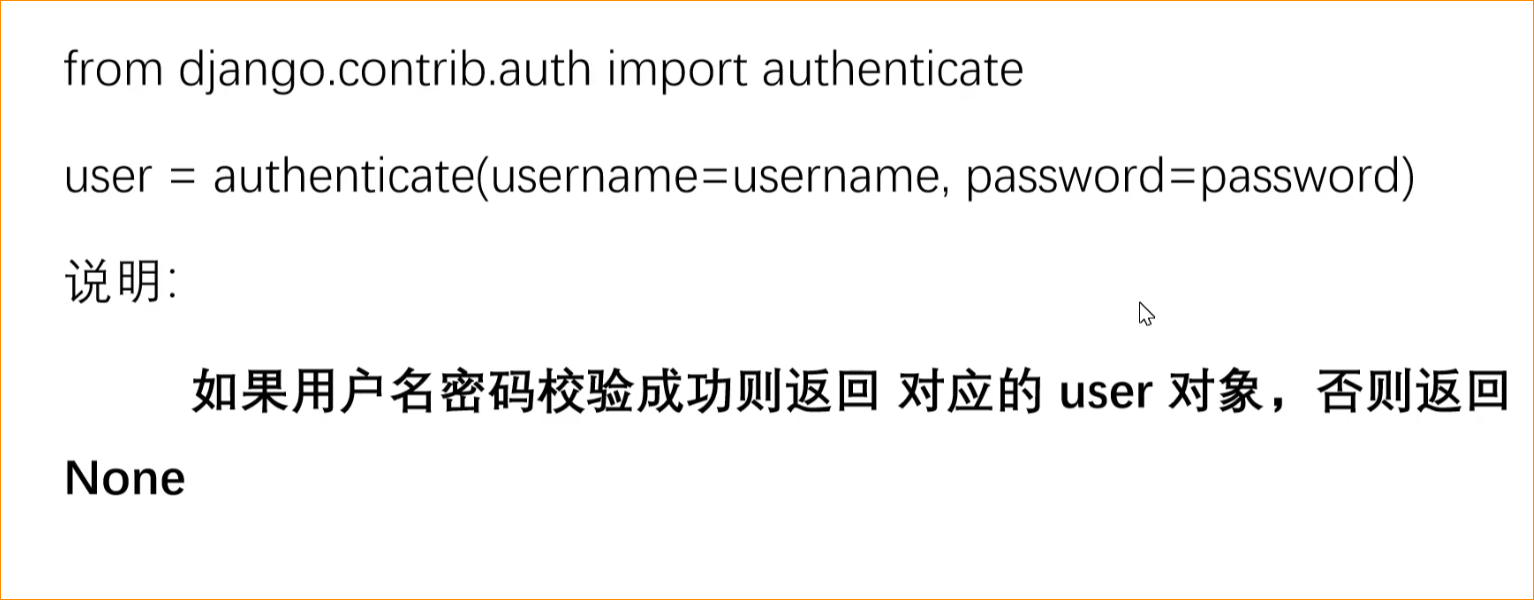 from django.contrib.auth import authenticate
user = authenticate(username=username, password=password)
说明：
如果用户名密码校验成功则返回 对应的 user 对象，否则返回
None